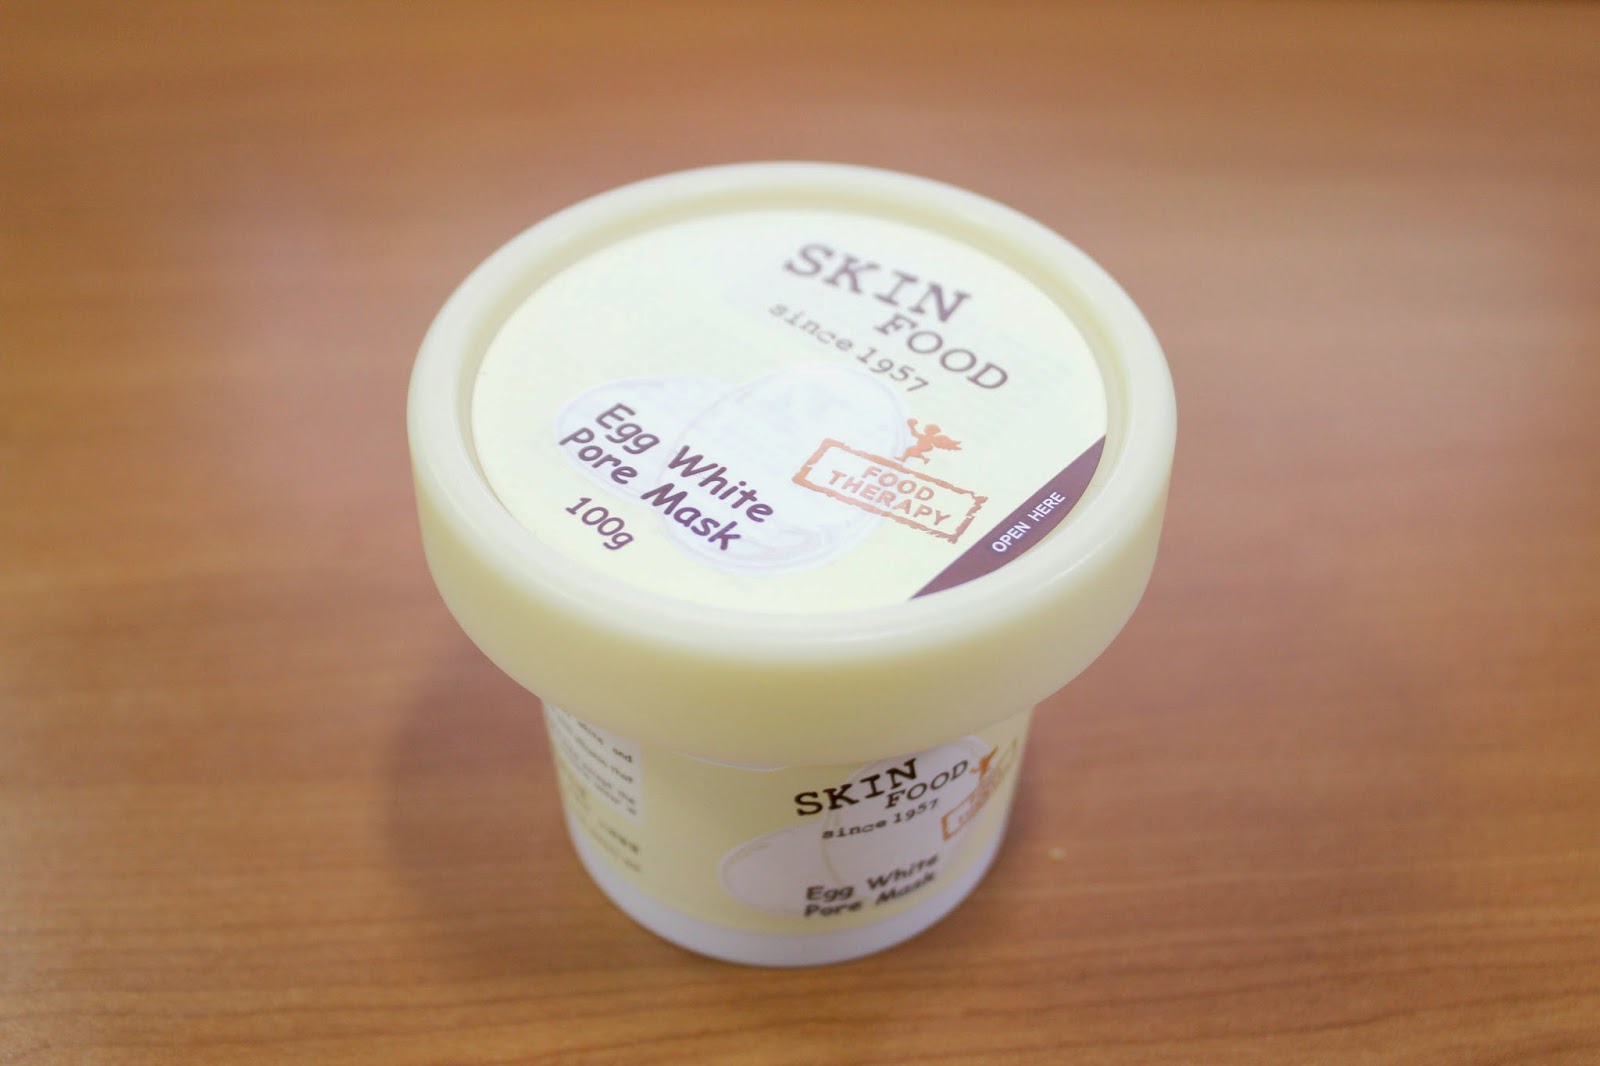 SKIN
FOOD
since 1957
Egg White
Pore Mask
100g
FOOD
THERAPY
OPEN HERE
SKIN
FOOD
since 1957
Egg White
Pore Mask
and